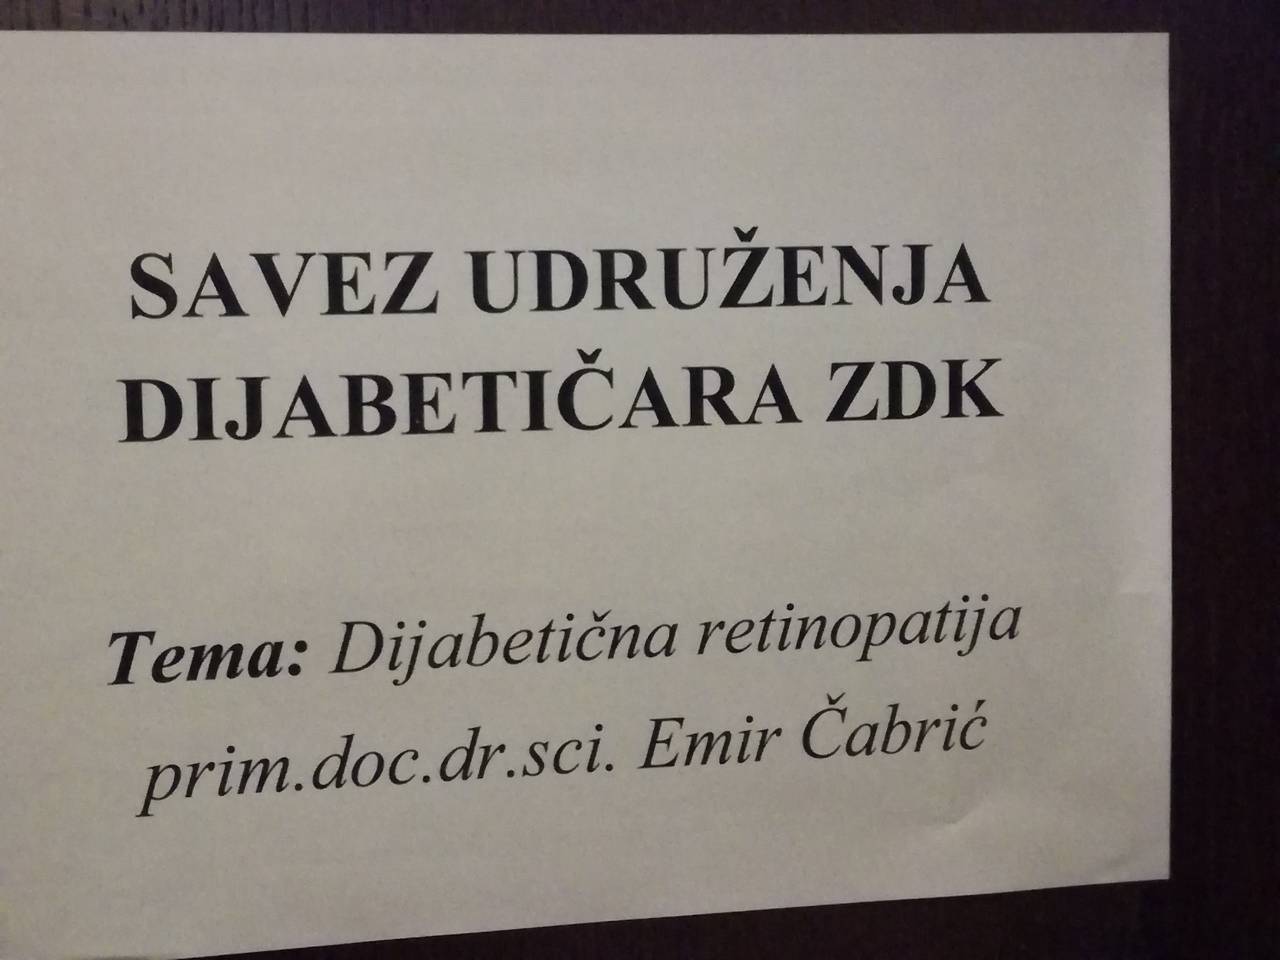 SAVEZ UDRUŽENJA
DIJABETIČARA ZDK
Tema: Dijabetična retinopatija
prim.doc.dr.sci. Emir Čabrić